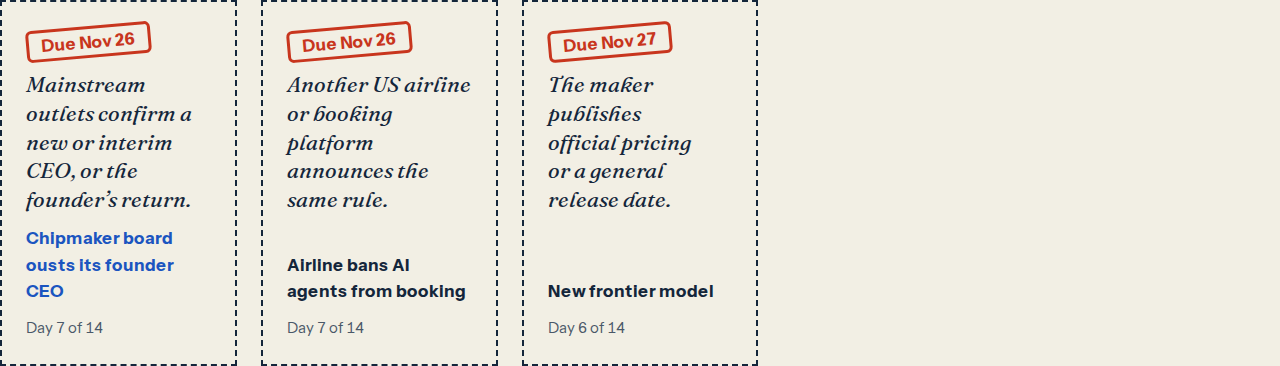 Due Nov 26
Mainstream
outlets confirm a
new or interim
CEO, or the
founder’s return.
Chipmaker board
ousts its founder
CEO
Day 7 of 14
Due Nov 26
Another US airline
or booking
platform
announces the
same rule.
Airline bans AI
agents from booking
Day 7 of 14
Due Nov 27
The maker
publishes
official pricing
or a general
release date.
New frontier model
Day 6 of 14